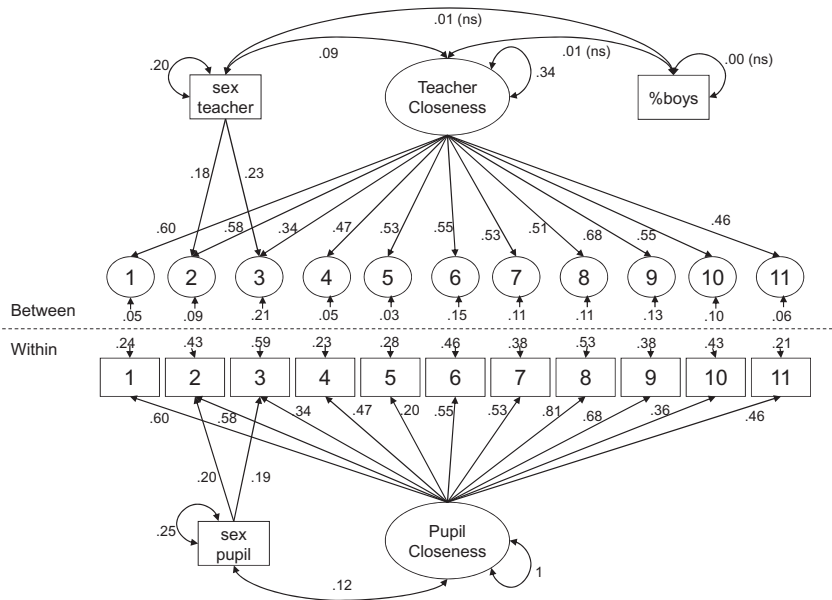 .01 (ns)
.09
.01 (ns)
.20
.34
.00 (ns)
sex
teacher
Teacher
Closeness
%boys
.18
.23
.60
.58
.34
.47
.53
.55
.53
.51
.68
.55
.46
1 2 3 4 5 6 7 8 9 10 11
Between
.05 .09 .21 .05 .03 .15 .11 .11 .13 .10 .06
Within
.24 .43 .59 .23 .28 .46 .38 .53 .38 .43 .21
1 2 3 4 5 6 7 8 9 10 11
.60 .58 .34 .47 .20 .55 .53 .81 .68 .36 .46
.20 .19
.25
sex
pupil
Pupil
Closeness
.12
1